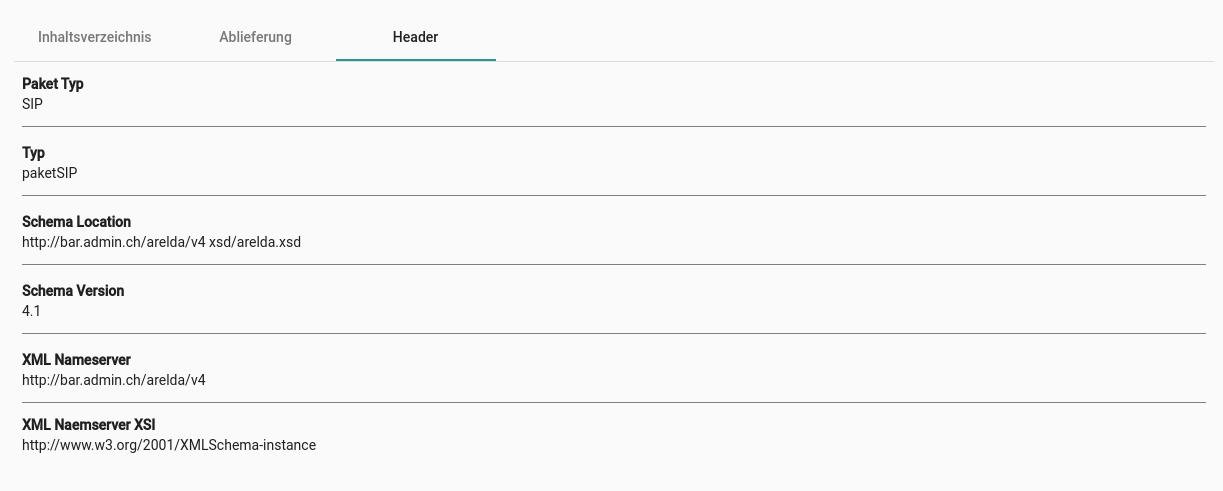 Inhaltsverzeichnis Ablieferung Header
Paket Typ
SIP
Typ
paketSIP
Schema Location
http://bar.admin.ch/arelda/v4 xsd/arelda.xsd
Schema Version
4.1
XML Nameserver
http://bar.admin.ch/arelda/v4
XML Naemserver XSI
http://www.w3.org/2001/XMLSchema-instance